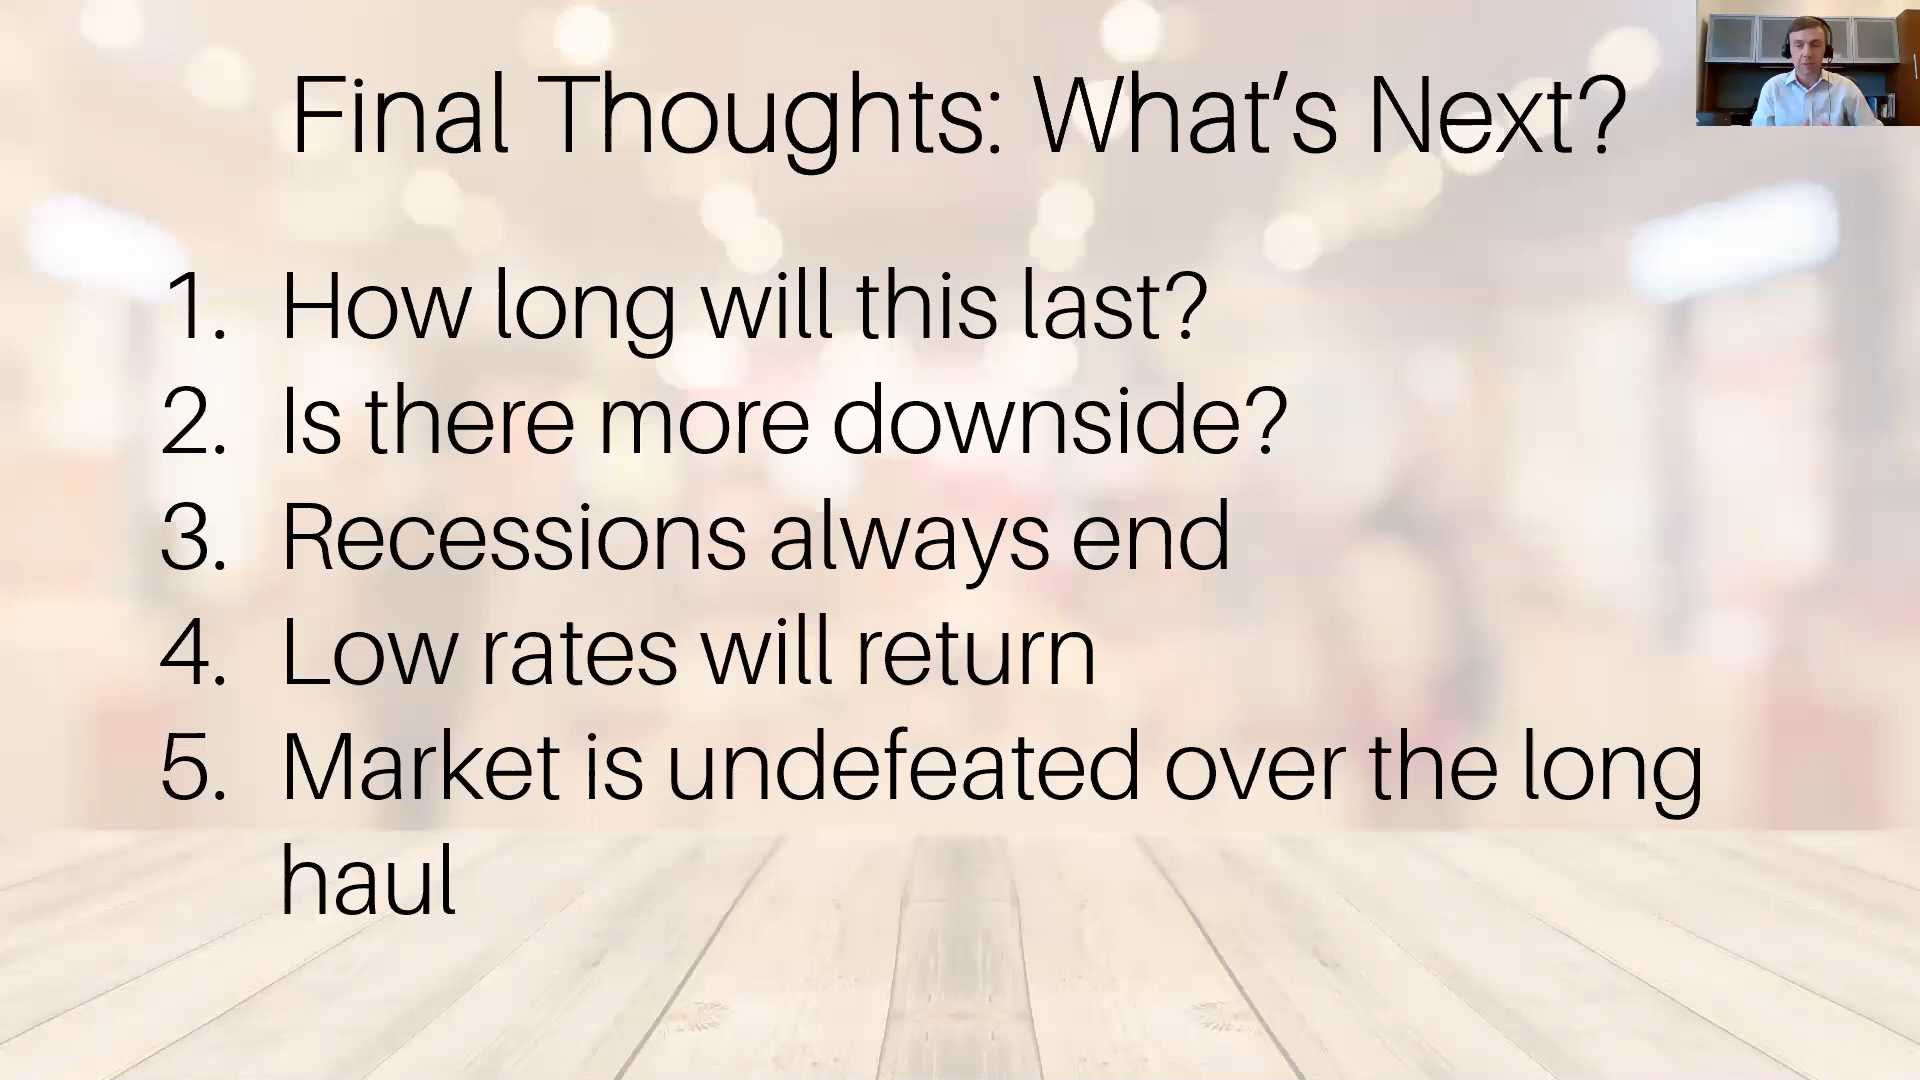 Final Thoughts: What's Next?
1. How long will this last?
2. Is there more downside?
3. Recessions always end
4. Low rates will return
5. Market is undefeated over the long
haul